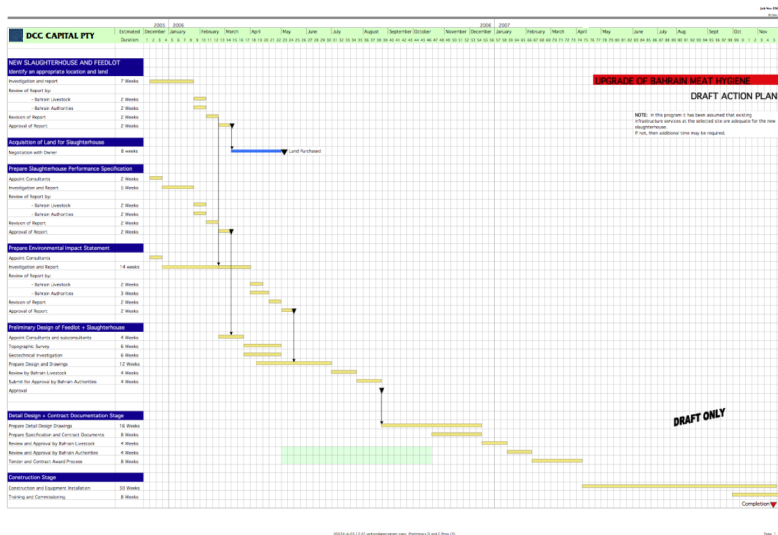 2005 2006 2006 2007
DCC CAPITAL PTY
Estimated December January February March April May June July August September October November December January February March April May June July Aug Sept Oct Nov
Duration
NEW SLAUGHTERHOUSE AND FEEDLOT
Identify an appropriate location and land
Investigation and report 7 Weeks
UPGRADE OF BAHRAIN MEAT HYGIENE
Review of Report by:
- Bahrain Livestock 2 Weeks
DRAFT ACTION PLAN
- Bahrain Authorities 2 Weeks
Revision of Report 2 Weeks
Approval of Report 2 Weeks
NOTE: In this program it has been assumed that existing
infrastructure services at the selected site are adequate for the new
slaughterhouse.
If not, then additional time may be required.
Acquisition of Land for Slaughterhouse
Negotiation with Owner 8 weeks Land Purchased
Prepare Slaughterhouse Performance Specification
Appoint Consultants 2 Weeks
Investigation and Report 5 Weeks
Review of Report by:
- Bahrain Livestock 2 Weeks
- Bahrain Authorities 2 Weeks
Revision of Report 2 Weeks
Approval of Report 2 Weeks
Prepare Environmental Impact Statement
Appoint Consultants 2 Weeks
Investigation and Report 14 weeks
Review of Report by:
- Bahrain Livestock 2 Weeks
- Bahrain Authorities 3 Weeks
Revision of Report 2 Weeks
Approval of Report 2 Weeks
Preliminary Design of Feedlot + Slaughterhouse
Appoint Consultants and subconsultants 4 Weeks
Topographic Survey 6 Weeks
Geotechnical Investigation 6 Weeks
Prepare Design and Drawings 12 Weeks
Review by Bahrain Livestock 4 Weeks
Submit for Approval by Bahrain Authorities 4 Weeks
Approval
Detail Design + Contract Documentation Stage
DRAFT ONLY
Prepare Detail Design Drawings 16 Weeks
Prepare Specification and Contract Documents 8 Weeks
Review and Approval by Bahrain Livestock 4 Weeks
Review and Approval by Bahrain Authorities 4 Weeks
Tender and Contract Award Process 8 Weeks
Construction Stage
Construction and Equipment Installation 50 Weeks
Training and Commissioning 8 Weeks
Completion